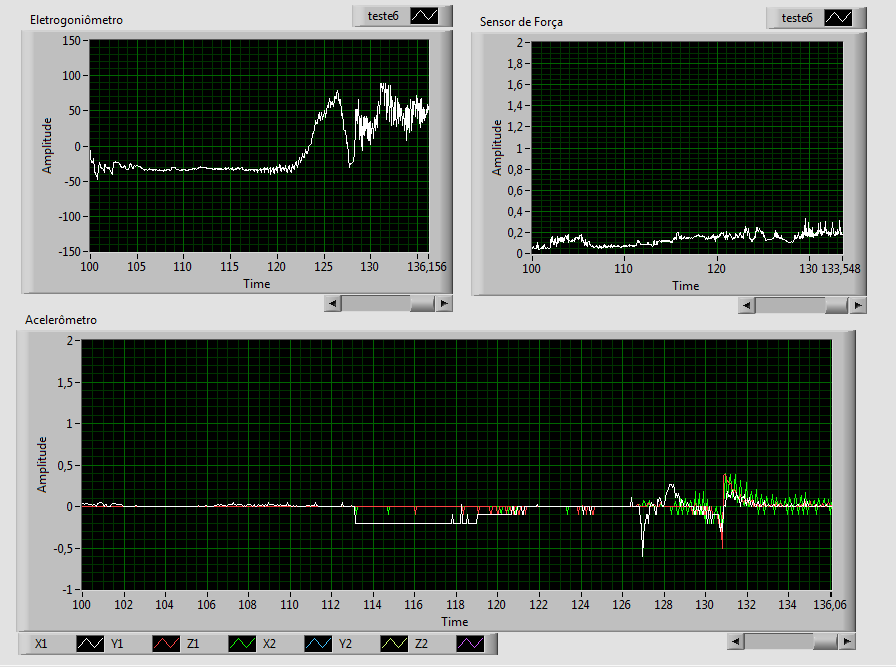 Eletrogoniômetro
teste6
150
100
50
0
-50
-100
-150
Amplitude
100 105 110 115 120 125 130 136,156
Time
Sensor de Força
teste6
2
1,8
1,6
1,4
1,2
1
0,8
0,6
0,4
0,2
0
Amplitude
100 110 120 130 133,548
Time
Acelerômetro
2
1,5
1
0,5
0
-0,5
-1
Amplitude
100 102 104 106 108 110 112 114 116 118 120 122 124 126 128 130 132 134 136,06
Time
X1 Y1 Z1 X2 Y2 Z2